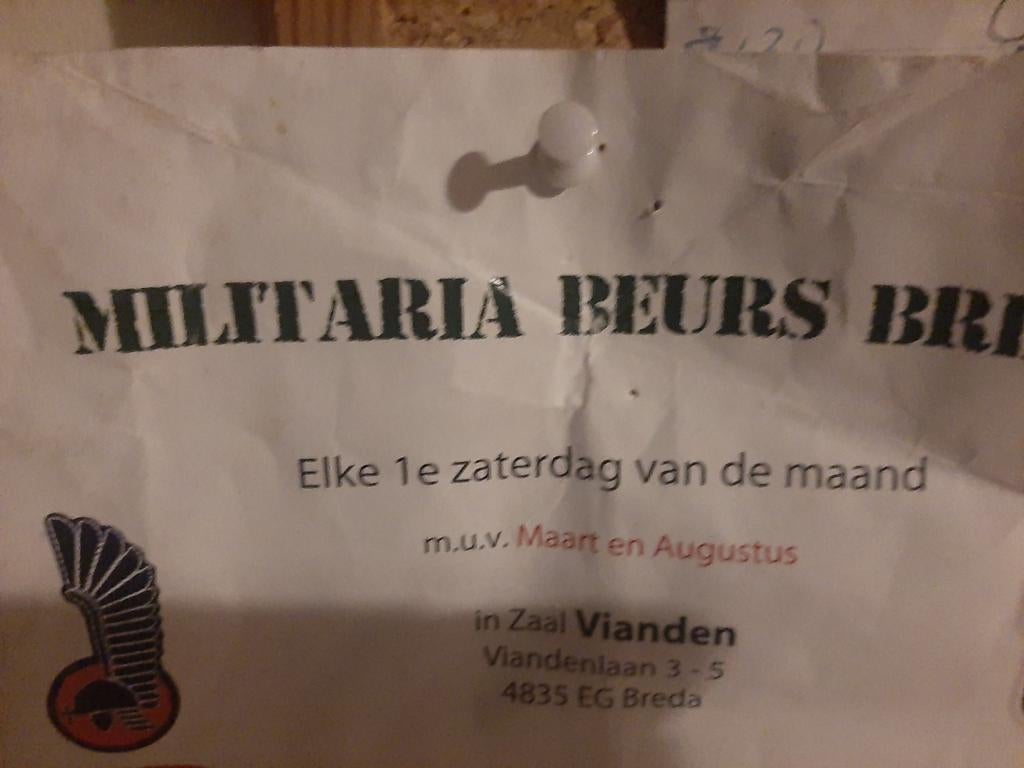 MILITARIA BEURS BRE
Elke 1e zaterdag van de maand
m.u.v. Maart en Augustus
in Zaal Vianden
Viandenlaan 3 - 5
4835 EG Breda